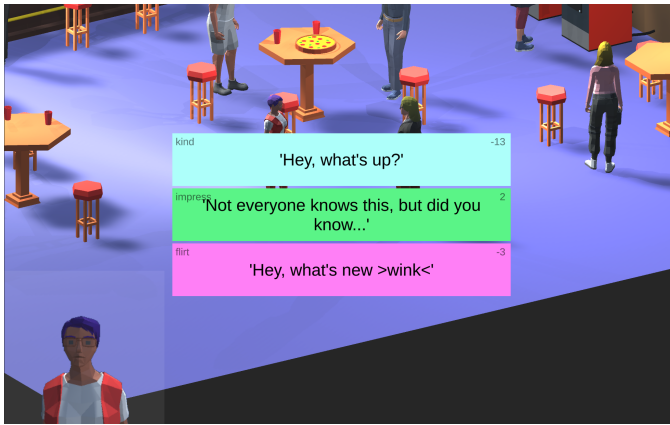 kind -13
'Hey, what's up?'
impress 2
'Not everyone knows this, but did you
know...'
flirt -3
'Hey, what's new >wink<'